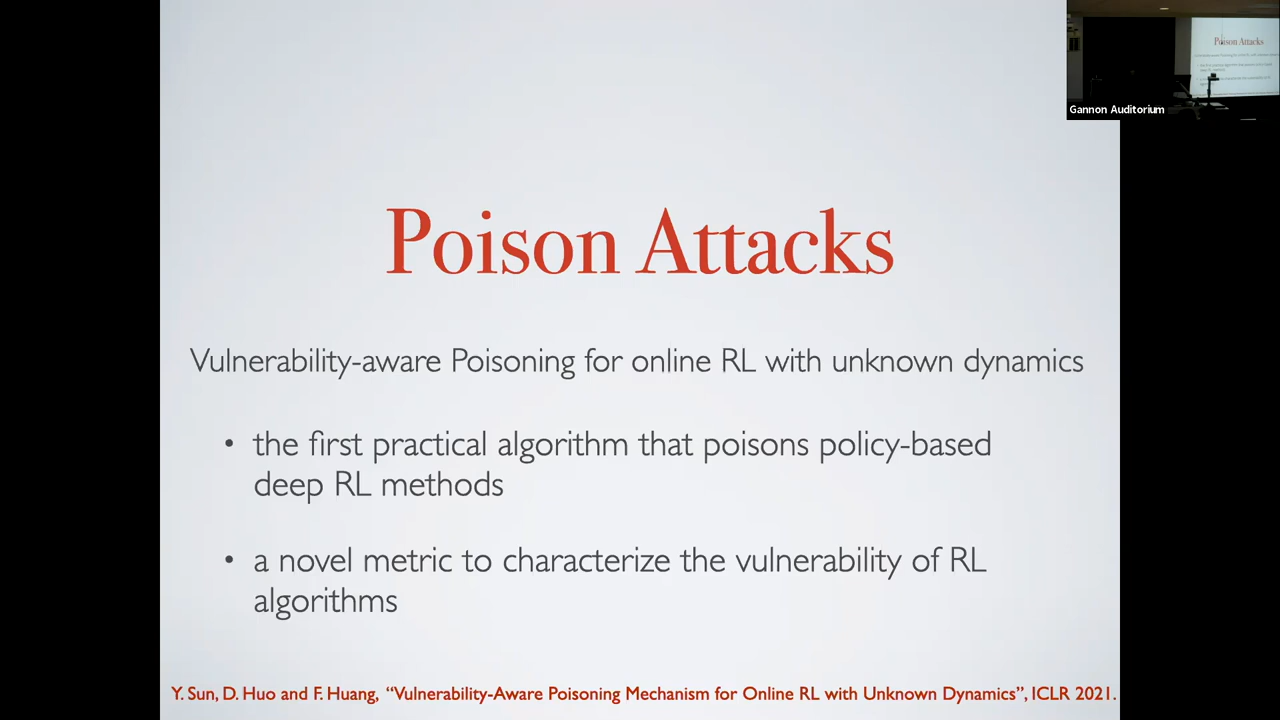 Poison Attacks
Gannon Auditorium
Poison Attacks
Vulnerability-aware Poisoning for online RL with unknown dynamics
• the first practical algorithm that poisons policy-based
deep RL methods
• a novel metric to characterize the vulnerability of RL
algorithms
Y. Sun, D. Huo and F. Huang, “Vulnerability-Aware Poisoning Mechanism for Online RL with Unknown Dynamics”, ICLR 2021.